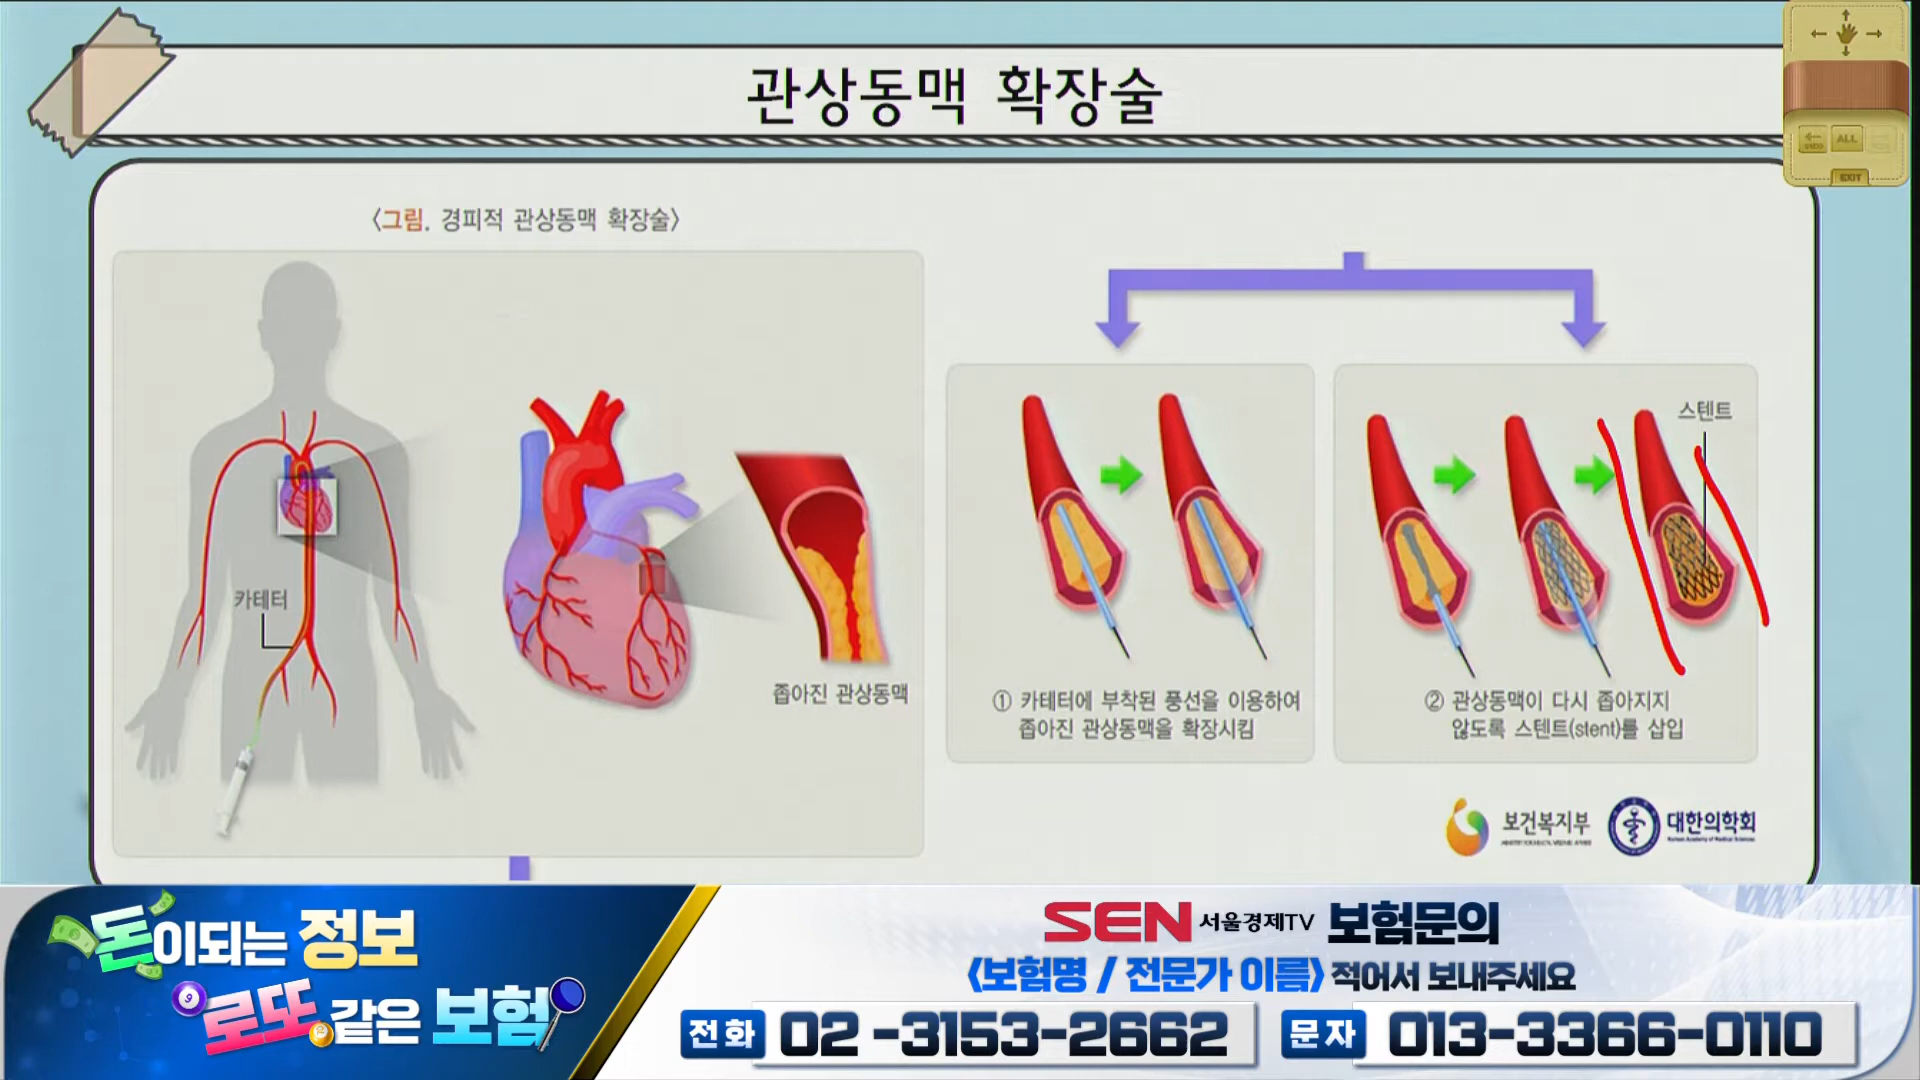 관상동맥 확장술
ALL
EXIT
〈그림. 경피적 관상동맥 확장술〉
카테터
좁아진 관상동맥
① 카테터에 부착된 풍선을 이용하여
좁아진 관상동맥을 확장시킴
스텐트
② 관상동맥이 다시 좁아지지
않도록 스텐트(stent)를 삽입
보건복지부
대한의학회
돈이되는 정보
로또 같은 보험
9
2
SEN 서울경제TV 보험문의
〈보험명 / 전문가 이름〉 적어서 보내주세요
전화 02-3153-2662
문자 013-3366-0110